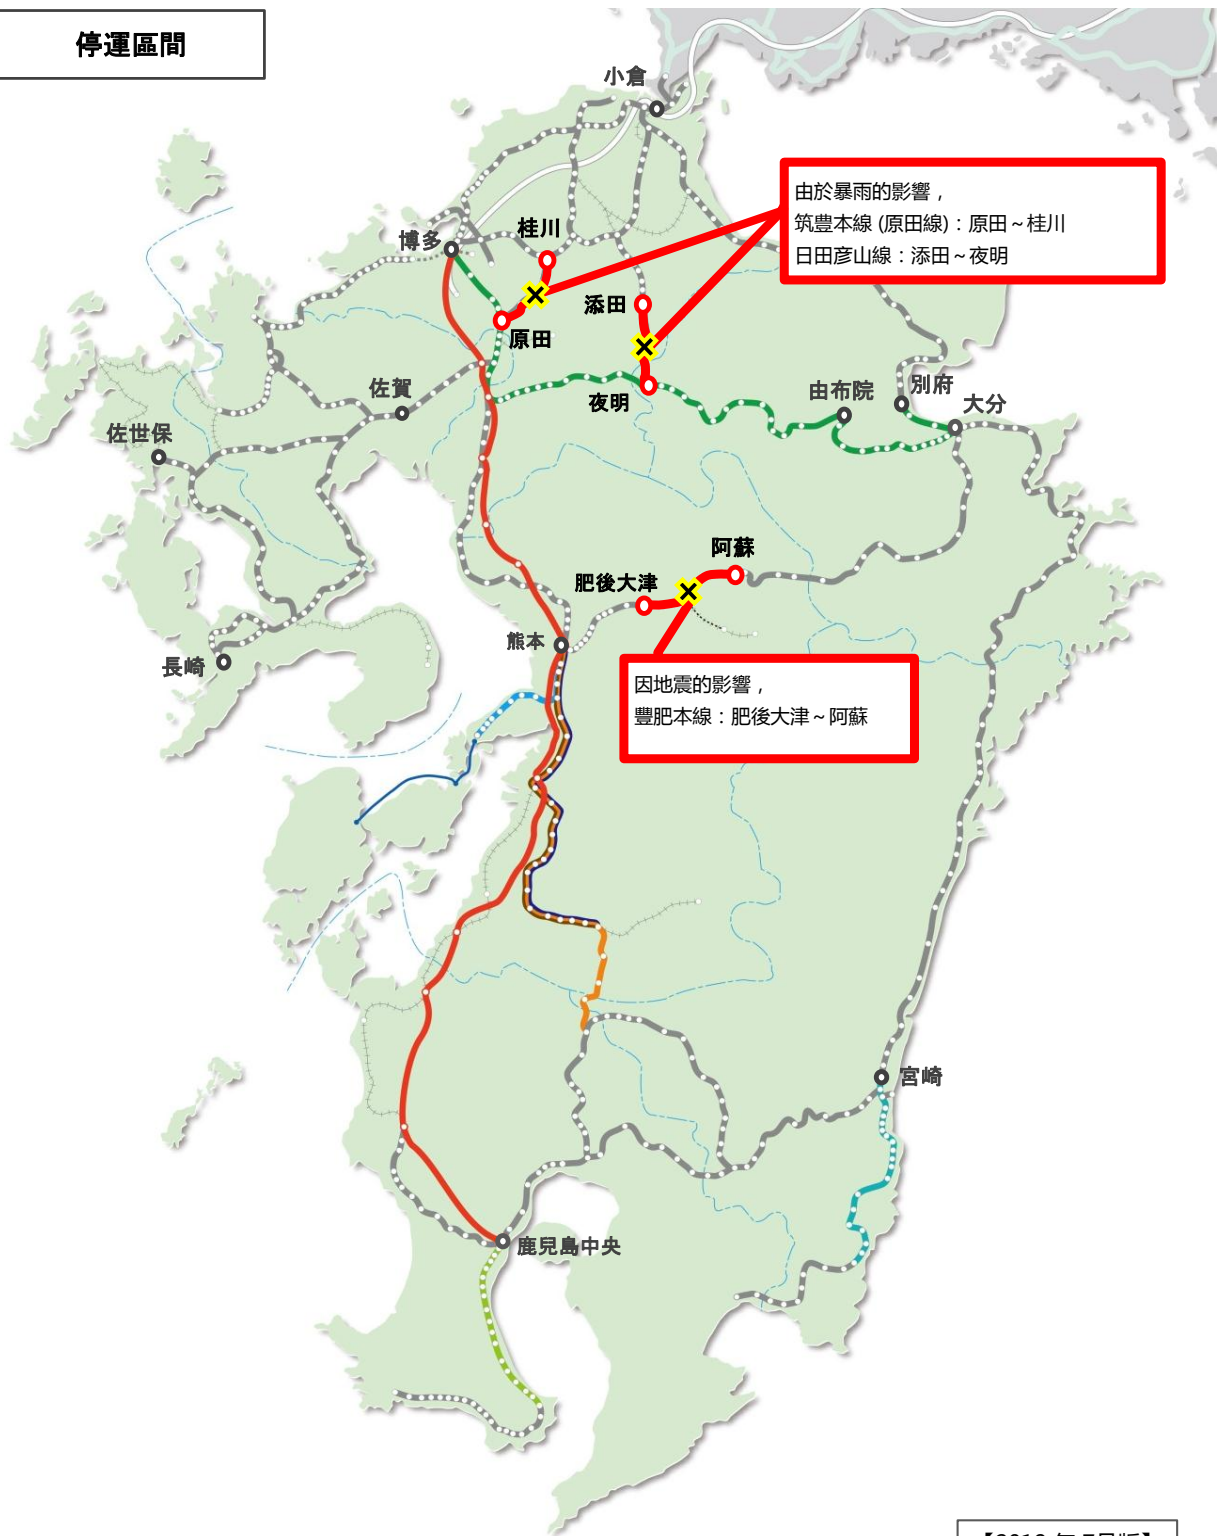 停運區間
小倉
由於暴雨的影響，
筑豊本線 (原田線)：原田～桂川
日田彦山線：添田～夜明
桂川
博多
添田
原田
佐賀
夜明
由布院
別府
大分
佐世保
阿蘇
肥後大津
熊本
長崎
因地震的影響，
豐肥本線：肥後大津～阿蘇
宮崎
鹿兒島中央